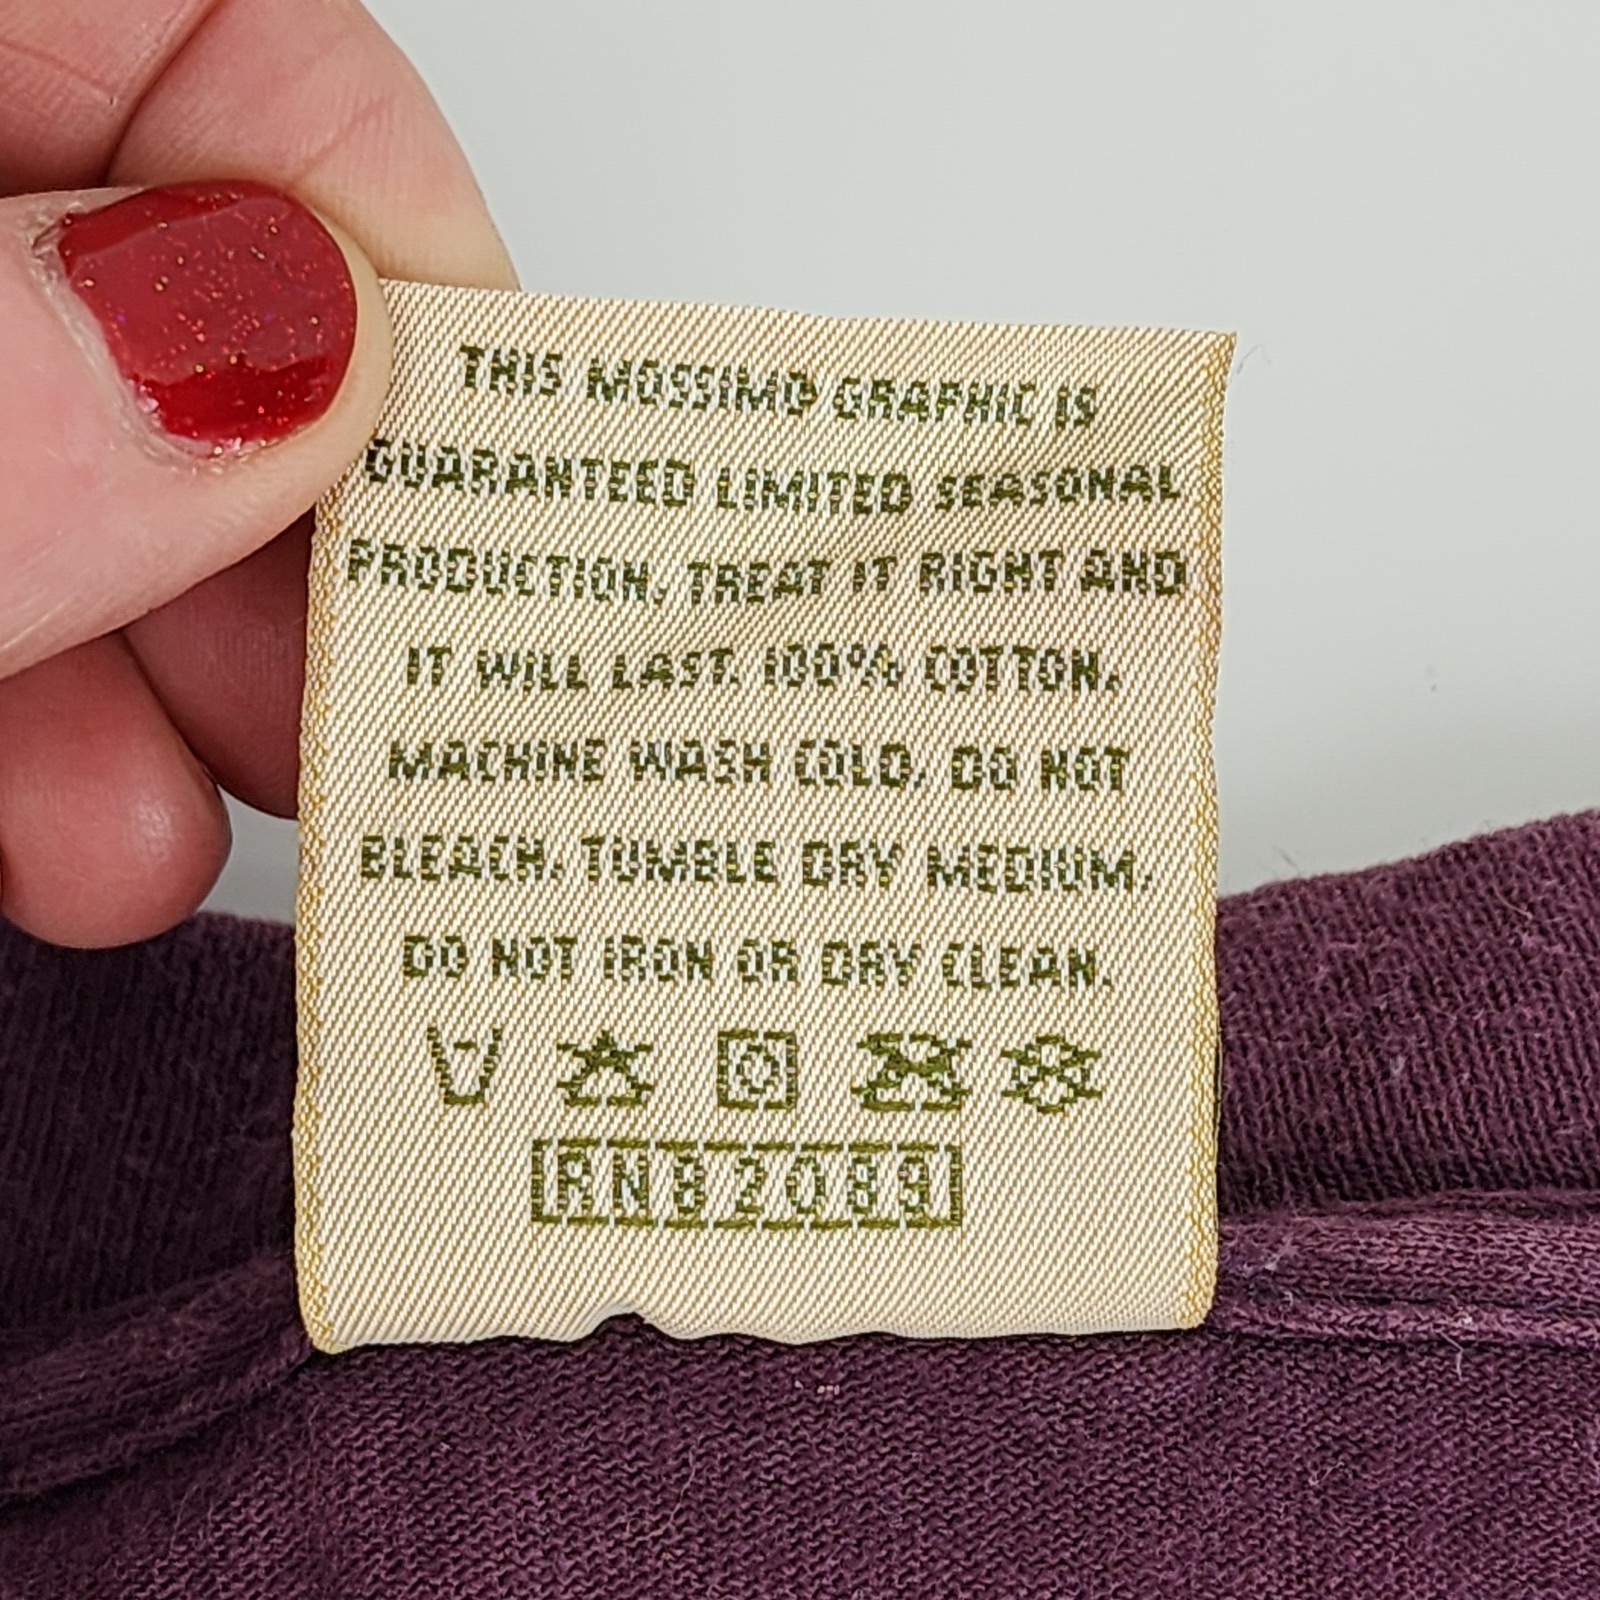 THIS MOSSIMO GRAPHIC IS
GUARANTEED LIMITED SEASONAL
PRODUCTION. TREAT IT RIGHT AND
IT WILL LAST. 100% COTTON.
MACHINE WASH COLD. DO NOT
BLEACH. TUMBLE DRY MEDIUM.
DO NOT IRON OR DRY CLEAN.
RN82089